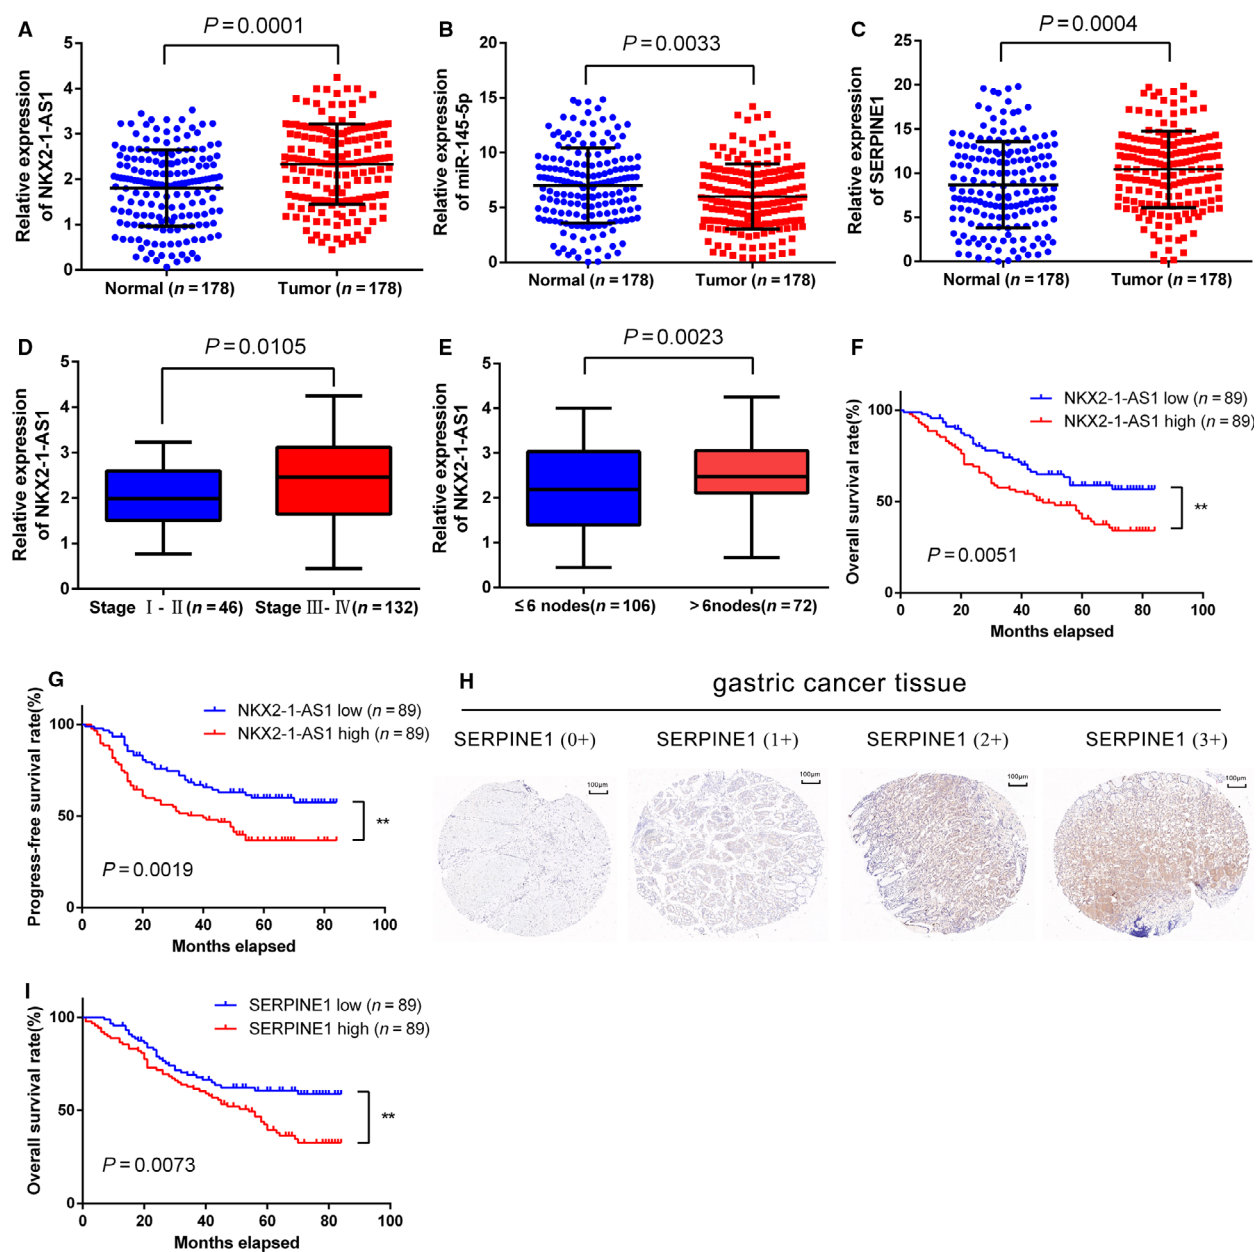 A
P = 0.0001
Relative expression
of NKX2-1-AS1
5
4
3
2
1
0
Normal (n = 178)
Tumor (n = 178)
B
P = 0.0033
Relative expression
of miR-145-5p
20
15
10
5
0
Normal (n = 178)
Tumor (n = 178)
C
P = 0.0004
Relative expression
of SERPINE1
25
20
15
10
5
0
Normal (n = 178)
Tumor (n = 178)
D
P = 0.0105
Relative expression
of NKX2-1-AS1
5
4
3
2
1
0
Stage Ⅰ - Ⅱ (n = 46)
Stage Ⅲ- Ⅳ (n = 132)
E
P = 0.0023
Relative expression
of NKX2-1-AS1
5
4
3
2
1
0
≤ 6 nodes(n = 106)
> 6nodes(n = 72)
F
NKX2-1-AS1 low (n = 89)
NKX2-1-AS1 high (n = 89)
Overall survival rate(%)
100
50
0
**
P = 0.0051
0 20 40 60 80 100
Months elapsed
G
NKX2-1-AS1 low (n = 89)
NKX2-1-AS1 high (n = 89)
Progress-free survival rate(%)
100
50
0
**
P = 0.0019
0 20 40 60 80 100
Months elapsed
H
gastric cancer tissue
SERPINE1 (0+)
SERPINE1 (1+)
SERPINE1 (2+)
SERPINE1 (3+)
100μm
100μm
100μm
100μm
I
SERPINE1 low (n = 89)
SERPINE1 high (n = 89)
Overall survival rate(%)
100
50
0
**
P = 0.0073
0 20 40 60 80 100
Months elapsed